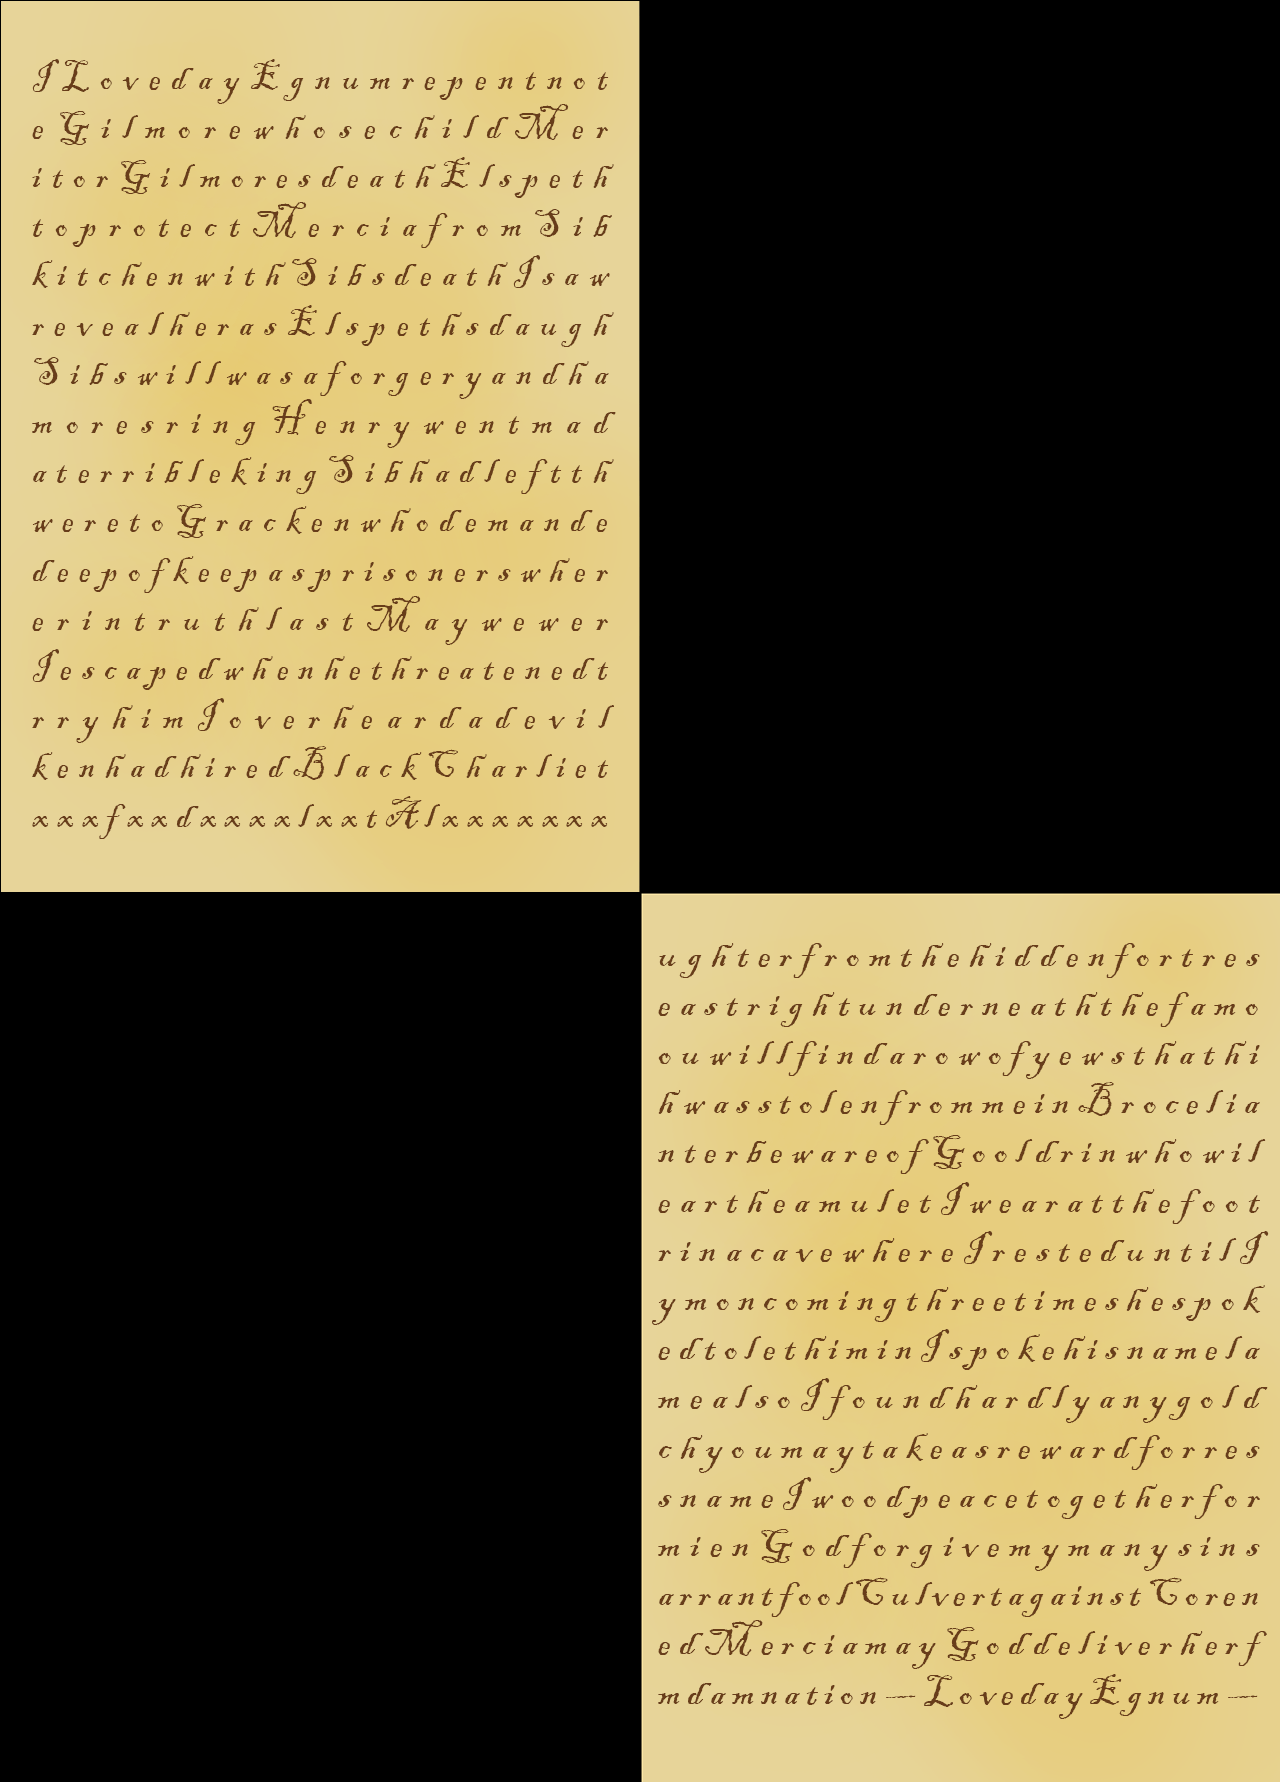 ILovedayEgnumrepentnot
eGilmorewhosechildMer
itorGilmoresdeathElspeth
toprotectMerciafromSib
kitchenwithSibsdeathIsaw
revealherasElspethsdaugh
Sibswillwasaforgeryandha
moresringHenrywentmad
aterriblekingSibhadleftth
weretoGrackenwhodemande
deepofkeepasprisonerswher
erintruthlastMaywewer
Iescapedwhenhethreatenedt
rryhimIoverheardadevil
kenhadhiredBlackCharliet
xxxfxxdxxxxlxxtAlxxxxxxx
ughterfromthehiddenfortres
eastrightunderneaththefamo
ouwillfindarowofyewsthathi
hwasstolenfrommeinBrocelia
nterbewareofGooldrinwhowil
eartheamuletIwearatthefoot
rinacavewhereIresteduntilI
ymoncomingthreetimeshespok
edtolethiminIspokehisnamela
mealsoIfoundhardlyanygold
chyoumaytakeasrewardforres
snameIwoodpeacetogetherfor
mienGodforgivemymanysins
arrantfoolCulvertagainstCoren
edMerciamayGoddeliverherf
mdamnation—LovedayEgnum—